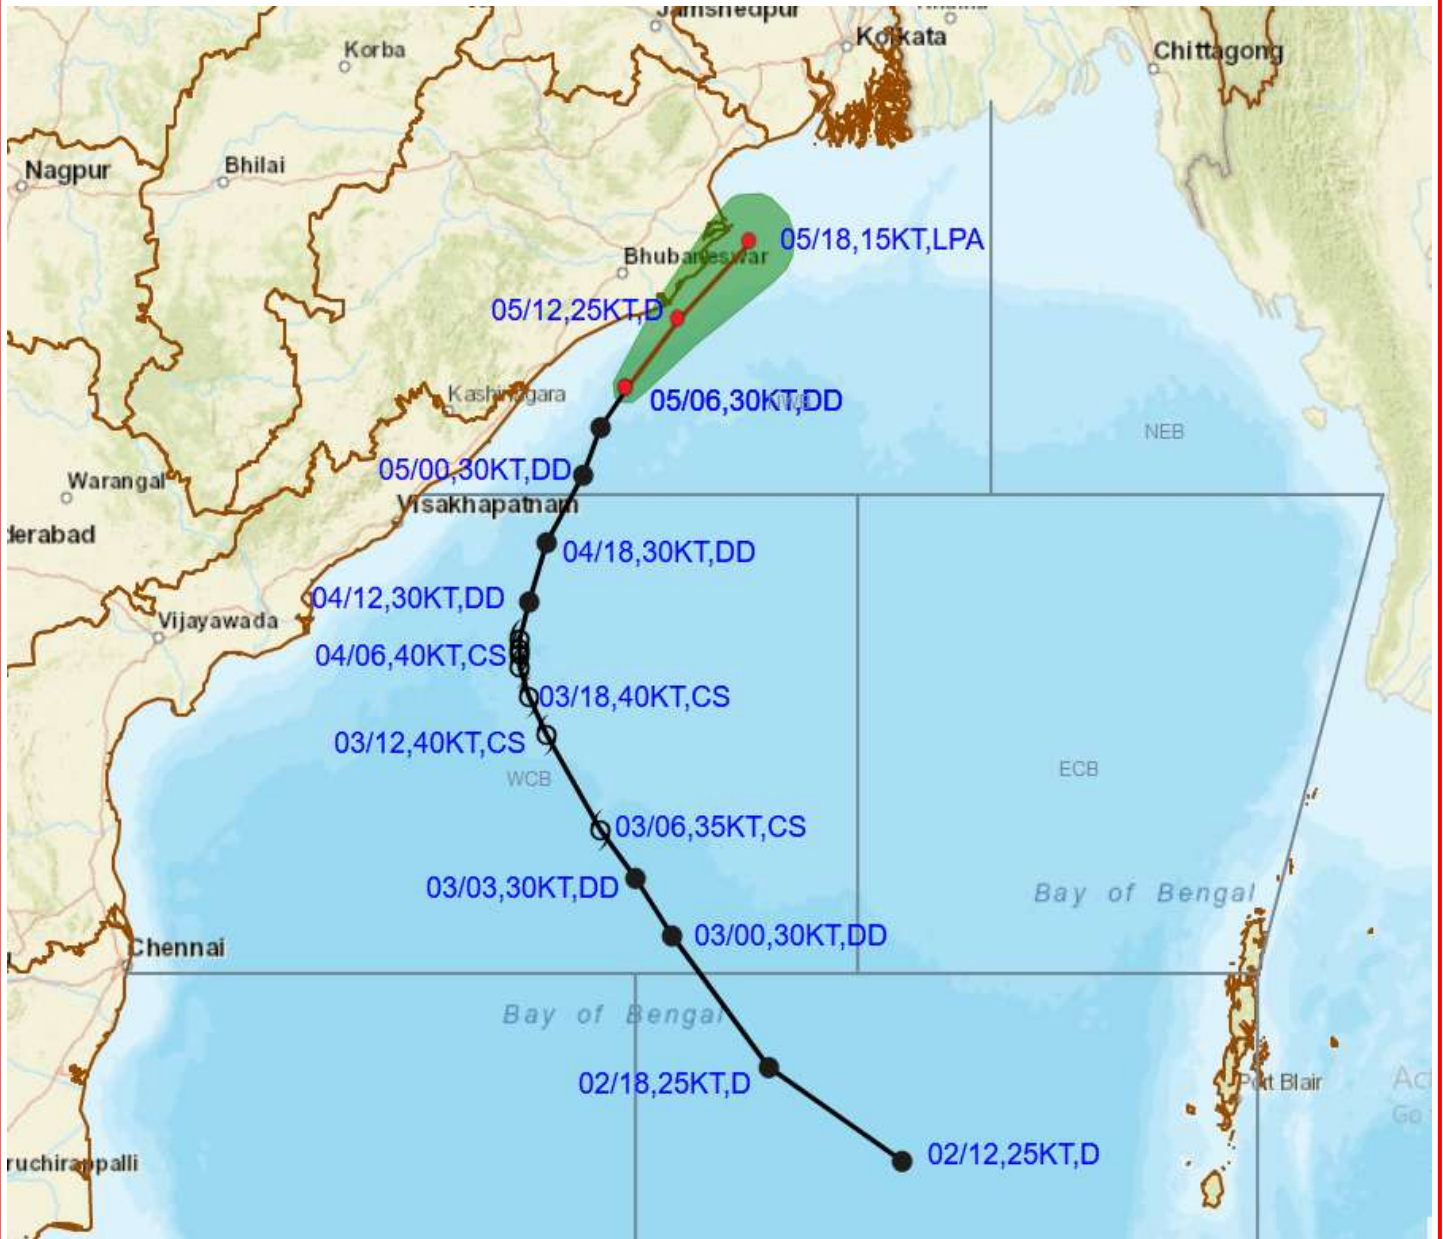 Jamshedpur
Kolkata
Korba
Chittagong
Nagpur
Bhilai
05/18,15KT,LPA
Bhubaneswar
05/12,25KT,D
Kashinagara
05/06,30KT,DD
NEB
05/00,30KT,DD
Warangal
Visakhapatnam
derabad
04/18,30KT,DD
04/12,30KT,DD
Vijayawada
04/06,40KT,CS
03/18,40KT,CS
03/12,40KT,CS
WCB
ECB
03/06,35KT,CS
03/03,30KT,DD
Bay of Bengal
03/00,30KT,DD
Chennai
Bay of Bengal
02/18,25KT,D
Port Blair
Act
Go
02/12,25KT,D
ruchirappalli